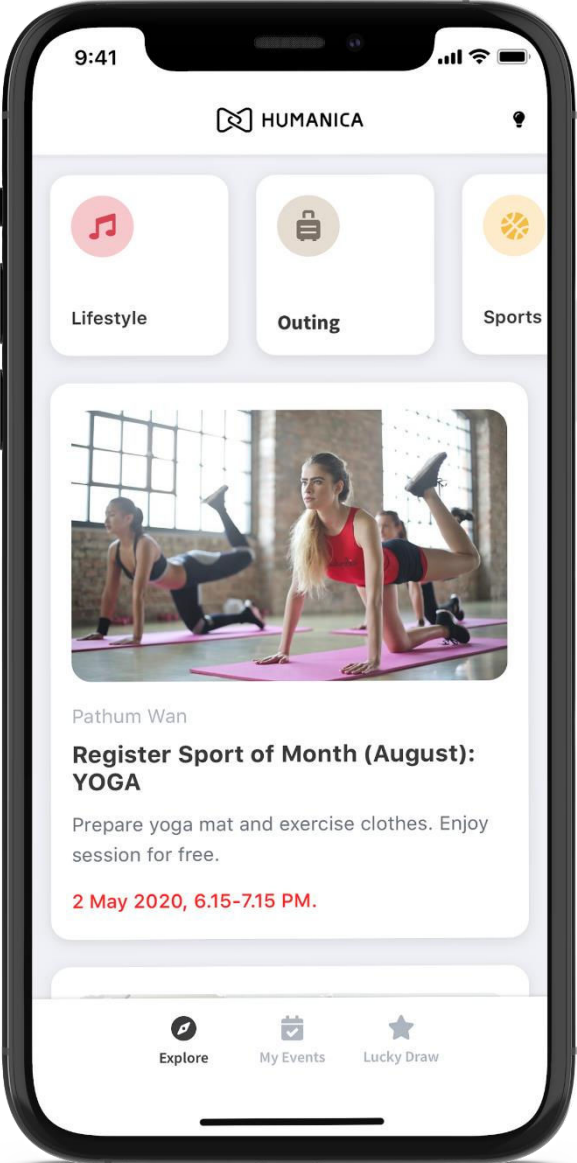 9:41
HUMANICA
Lifestyle
Outing
Sports
Pathum Wan
Register Sport of Month (August):
YOGA
Prepare yoga mat and exercise clothes. Enjoy
session for free.
2 May 2020, 6.15-7.15 PM.
Explore
My Events
Lucky Draw